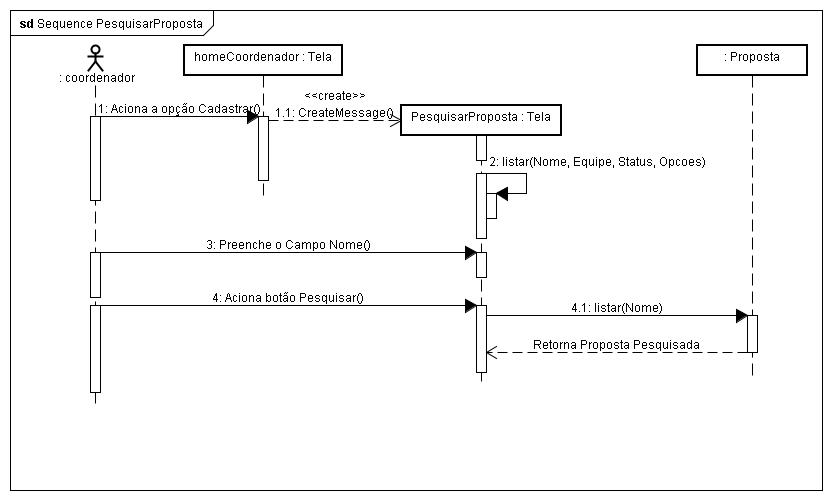 sd Sequence PesquisarProposta
: coordenador
homeCoordenador : Tela
: Proposta
<<create>>
1: Aciona a opção Cadastrar()
1.1: CreateMessage()
PesquisarProposta : Tela
2: listar(Nome, Equipe, Status, Opcoes)
3: Preenche o Campo Nome()
4: Aciona botão Pesquisar()
4.1: listar(Nome)
Retorna Proposta Pesquisada